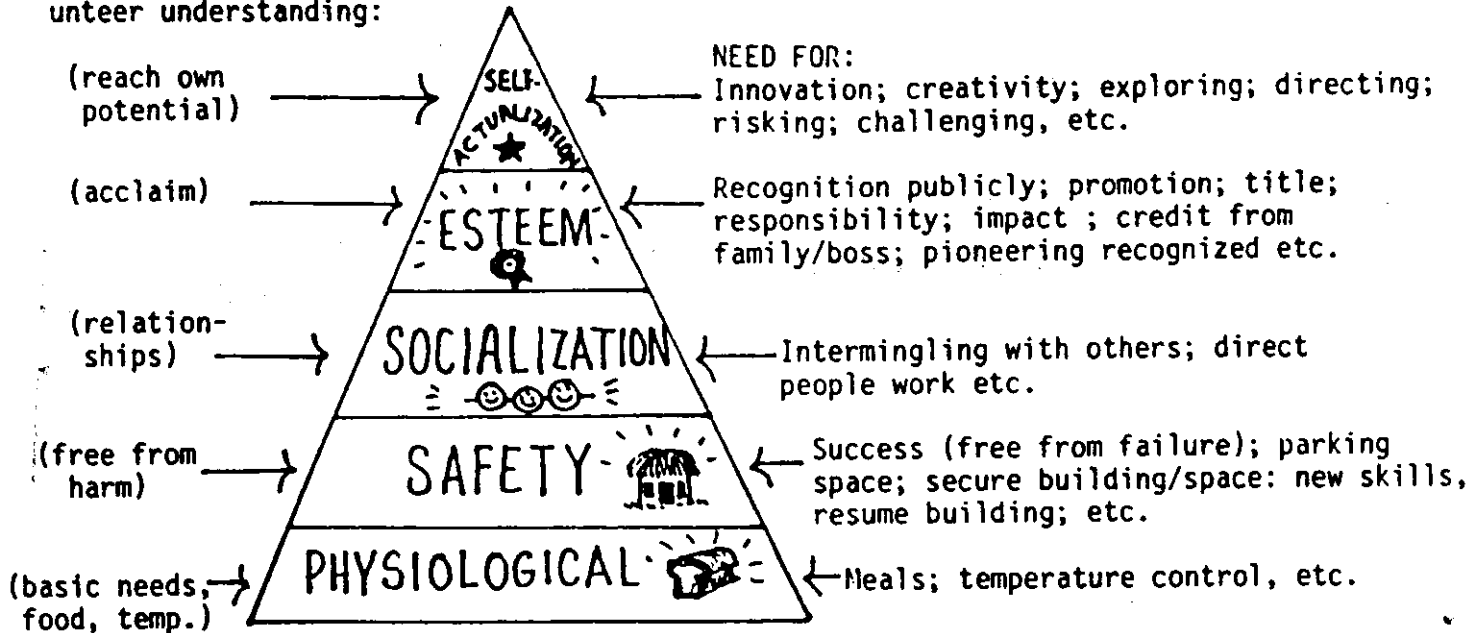 unteer understanding:
(reach own
potential)
SELF-
ACTUALIZATION
NEED FOR:
Innovation; creativity; exploring; directing;
risking; challenging, etc.
(acclaim)
ESTEEM
Recognition publicly; promotion; title;
responsibility; impact ; credit from
family/boss; pioneering recognized etc.
(relation-
ships)
SOCIALIZATION
Intermingling with others; direct
people work etc.
(free from
harm)
SAFETY
Success (free from failure); parking
space; secure building/space: new skills,
resume building; etc.
(basic needs,
food, temp.)
PHYSIOLOGICAL
Meals; temperature control, etc.